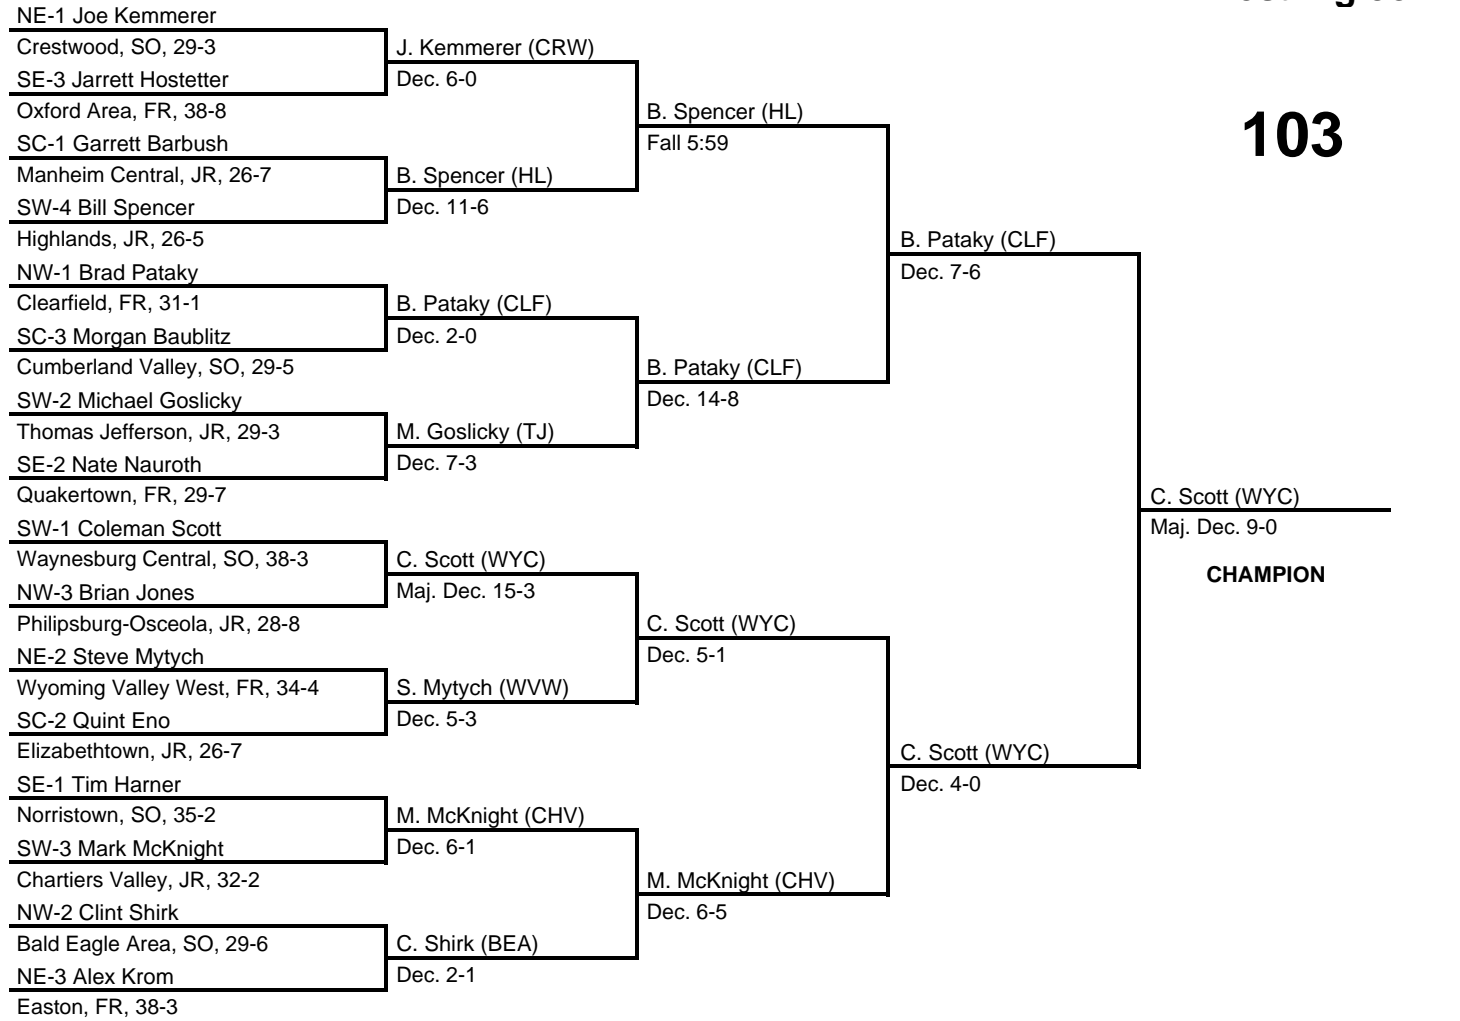 NE-1 Joe Kemmerer
Crestwood, SO, 29-3
SE-3 Jarrett Hostetter
Oxford Area, FR, 38-8
SC-1 Garrett Barbush
Manheim Central, JR, 26-7
SW-4 Bill Spencer
Highlands, JR, 26-5
NW-1 Brad Pataky
Clearfield, FR, 31-1
SC-3 Morgan Baublitz
Cumberland Valley, SO, 29-5
SW-2 Michael Goslicky
Thomas Jefferson, JR, 29-3
SE-2 Nate Nauroth
Quakertown, FR, 29-7
SW-1 Coleman Scott
Waynesburg Central, SO, 38-3
NW-3 Brian Jones
Philipsburg-Osceola, JR, 28-8
NE-2 Steve Mytych
Wyoming Valley West, FR, 34-4
SC-2 Quint Eno
Elizabethtown, JR, 26-7
SE-1 Tim Harner
Norristown, SO, 35-2
SW-3 Mark McKnight
Chartiers Valley, JR, 32-2
NW-2 Clint Shirk
Bald Eagle Area, SO, 29-6
NE-3 Alex Krom
Easton, FR, 38-3
J. Kemmerer (CRW)
Dec. 6-0
B. Spencer (HL)
Dec. 11-6
B. Pataky (CLF)
Dec. 2-0
M. Goslicky (TJ)
Dec. 7-3
C. Scott (WYC)
Maj. Dec. 15-3
S. Mytych (WVW)
Dec. 5-3
M. McKnight (CHV)
Dec. 6-1
C. Shirk (BEA)
Dec. 2-1
B. Spencer (HL)
Fall 5:59
B. Pataky (CLF)
Dec. 14-8
C. Scott (WYC)
Dec. 5-1
M. McKnight (CHV)
Dec. 6-5
B. Pataky (CLF)
Dec. 7-6
C. Scott (WYC)
Dec. 4-0
103
C. Scott (WYC)
Maj. Dec. 9-0
CHAMPION